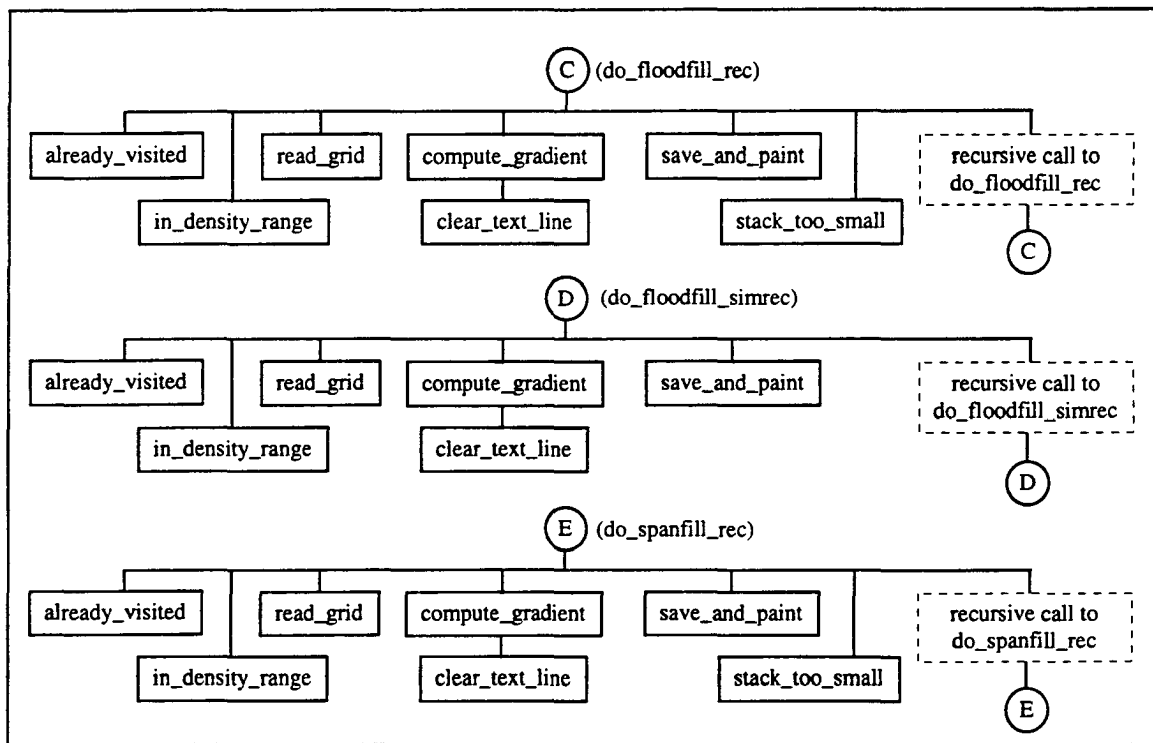 C (do_floodfill_rec)
already_visited read_grid compute_gradient save_and_paint recursive call to
do_floodfill_rec
in_density_range clear_text_line stack_too_small
C
D (do_floodfill_simrec)
already_visited read_grid compute_gradient save_and_paint recursive call to
do_floodfill_simrec
in_density_range clear_text_line
D
E (do_spanfill_rec)
already_visited read_grid compute_gradient save_and_paint recursive call to
do_spanfill_rec
in_density_range clear_text_line stack_too_small
E